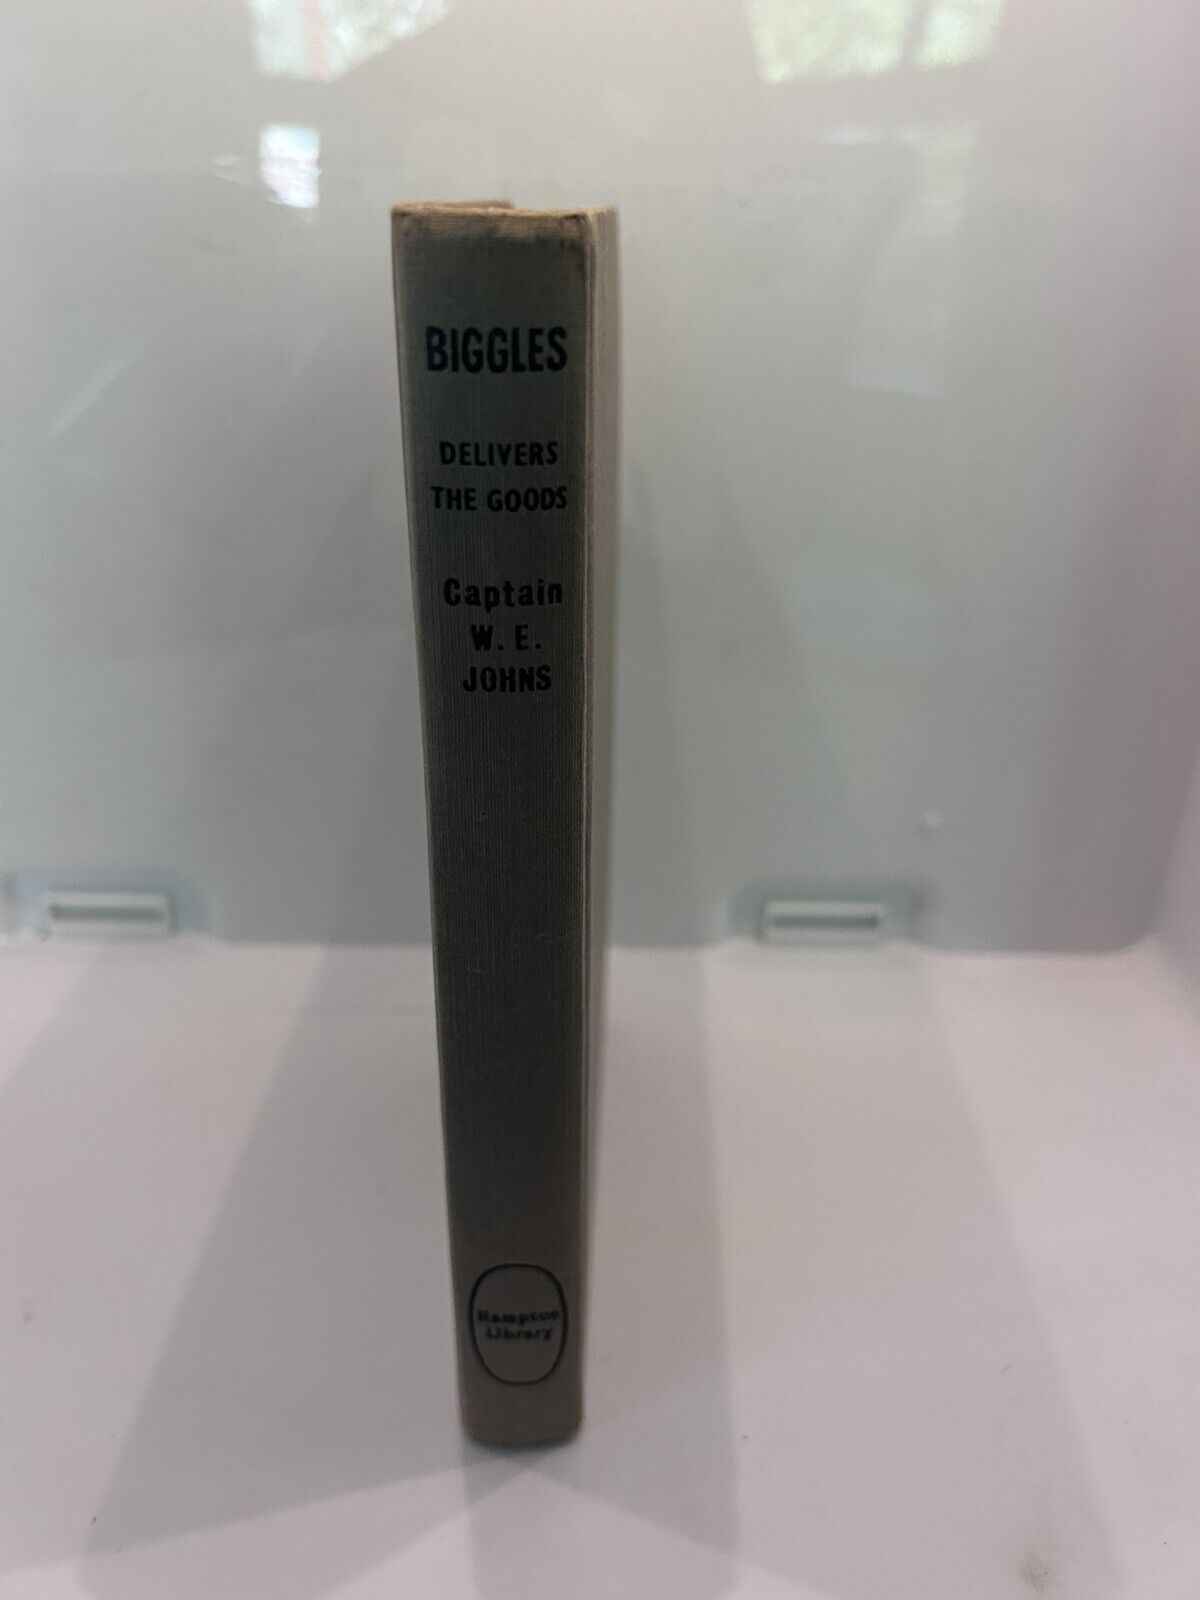 BIGGLES
DELIVERS
THE GOODS
Captain
W. E.
JOHNS
Hampton
Library